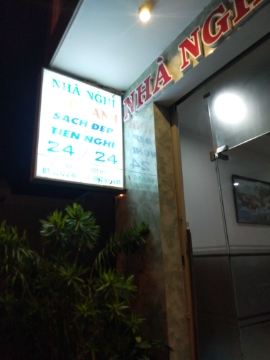 NHÀ NGHỈ
SẠCH ĐẸP
TIỆN NGHI
24 / 24
NHÀ NGH